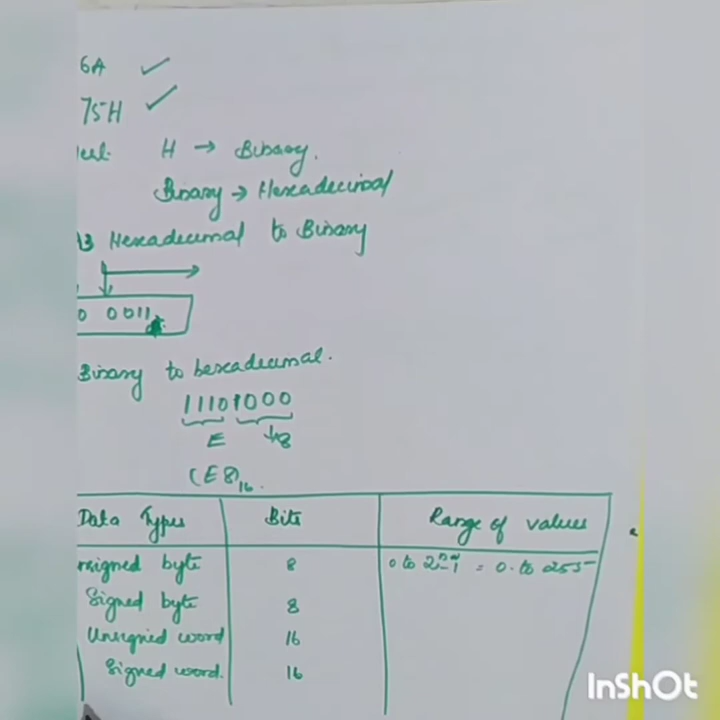 6A
75H
H → Binary.
Binary → Hexadecimal
Hexadecimal to Binary
0 0011
Binary to hexadecimal.
11101000
E 8
(E8)16.
Data Types Bits Range of values
nsigned byte 8 0 to 2 -1 = 0. to 255
Signed byte 8
Unsigned word 16
Signed word. 16
InShOt